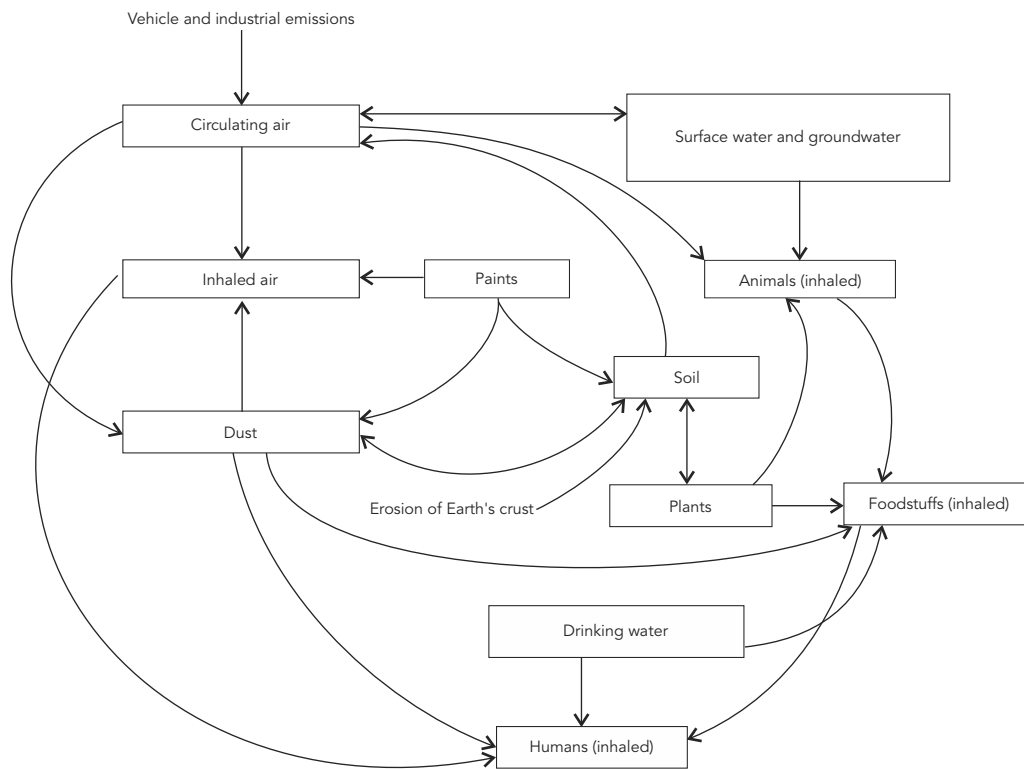 Vehicle and industrial emissions
Circulating air
Surface water and groundwater
Inhaled air
Paints
Animals (inhaled)
Soil
Dust
Erosion of Earth's crust
Plants
Foodstuffs (inhaled)
Drinking water
Humans (inhaled)